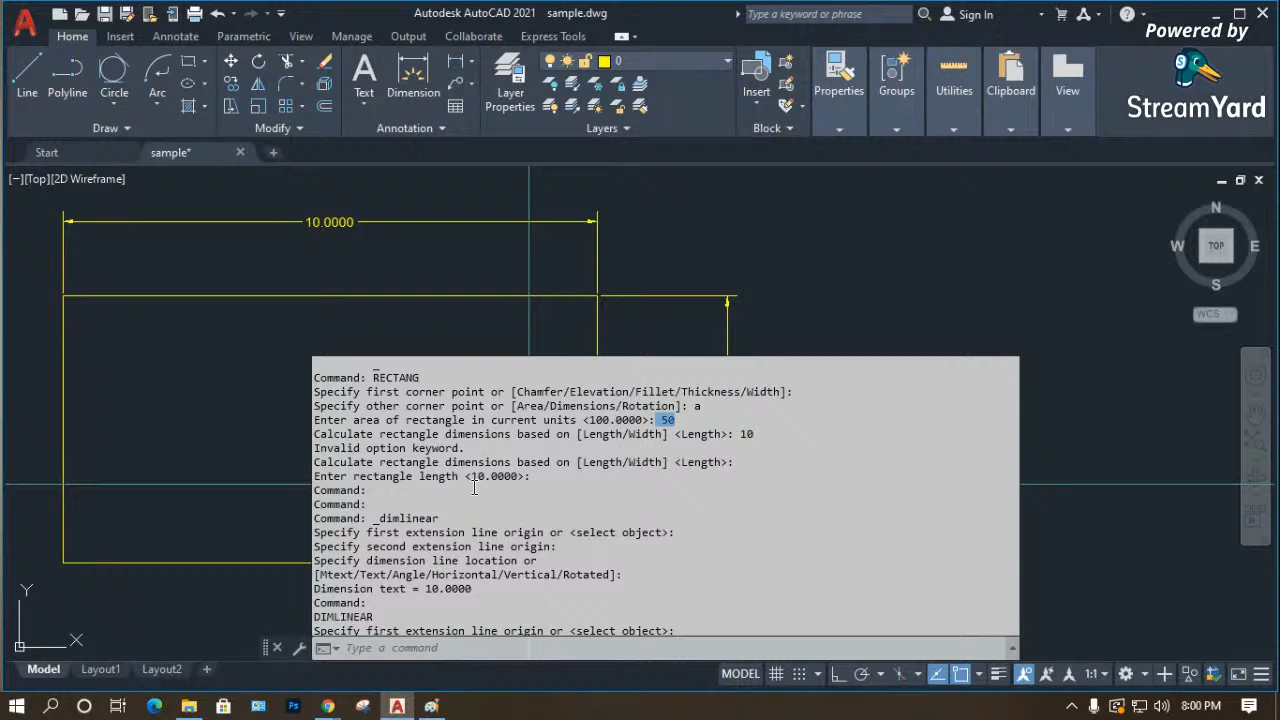 Autodesk AutoCAD 2021 sample.dwg
Type a keyword or phrase
Sign In
Powered by
StreamYard
Home Insert Annotate Parametric View Manage Output Collaborate Express Tools
Line Polyline Circle Arc
Text Dimension
Layer
Properties
0
Insert
Properties Groups Utilities Clipboard View
Draw Modify Annotation Layers Block
Start sample*
[−][Top][2D Wireframe]
N
W TOP E
S
WCS
10.0000
Command: RECTANG
Specify first corner point or [Chamfer/Elevation/Fillet/Thickness/Width]:
Specify other corner point or [Area/Dimensions/Rotation]: a
Enter area of rectangle in current units <100.0000>: 50
Calculate rectangle dimensions based on [Length/Width] <Length>: 10
Invalid option keyword.
Calculate rectangle dimensions based on [Length/Width] <Length>:
Enter rectangle length <10.0000>:
Command:
Command:
Command: _dimlinear
Specify first extension line origin or <select object>:
Specify second extension line origin:
Specify dimension line location or
[Mtext/Text/Angle/Horizontal/Vertical/Rotated]:
Dimension text = 10.0000
Command:
DIMLINEAR
Specify first extension line origin or <select object>:
Type a command
Y
X
Model Layout1 Layout2
MODEL 1:1
8:00 PM